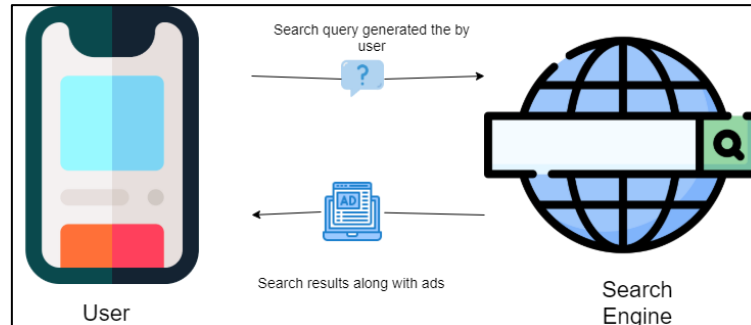 Search query generated the by
user
?
AD
Search results along with ads
User
Search
Engine